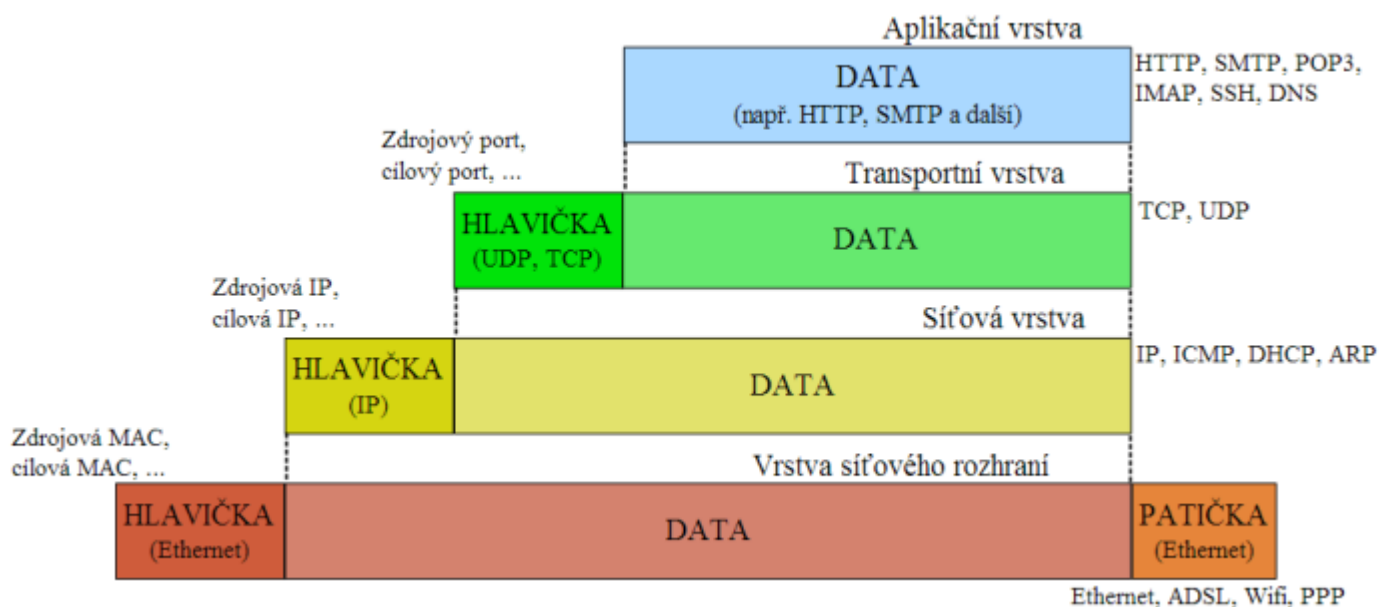 Aplikační vrstva
DATA
(např. HTTP, SMTP a další)
HTTP, SMTP, POP3,
IMAP, SSH, DNS
Zdrojový port,
cílový port, ...
Transportní vrstva
HLAVIČKA
(UDP, TCP)
DATA
TCP, UDP
Zdrojová IP,
cílová IP, ...
Síťová vrstva
HLAVIČKA
(IP)
DATA
IP, ICMP, DHCP, ARP
Zdrojová MAC,
cílová MAC, ...
Vrstva síťového rozhraní
HLAVIČKA
(Ethernet)
DATA
PATIČKA
(Ethernet)
Ethernet, ADSL, Wifi, PPP